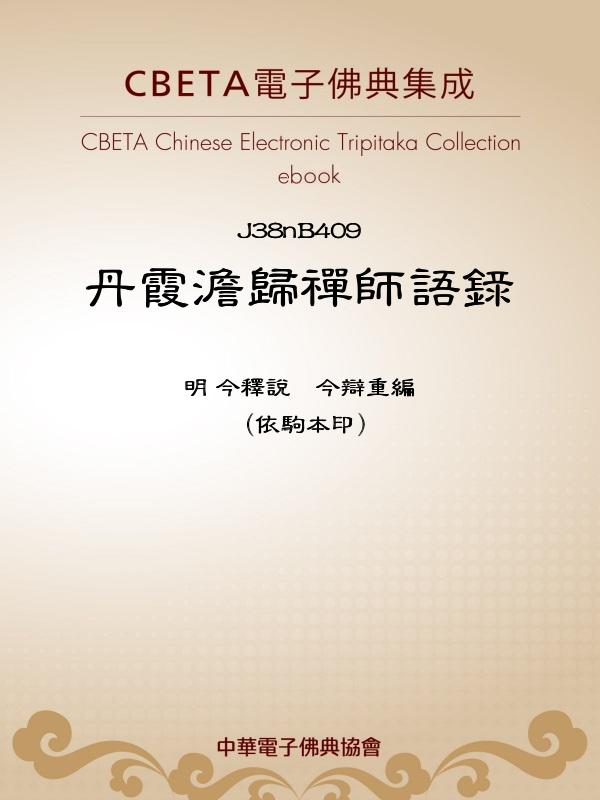 CBETA電子佛典集成
CBETA Chinese Electronic Tripitaka Collection
ebook
J38nB409
丹霞澹歸禪師語錄
明 今釋說　今辯重編
(依駒本印)
中華電子佛典協會